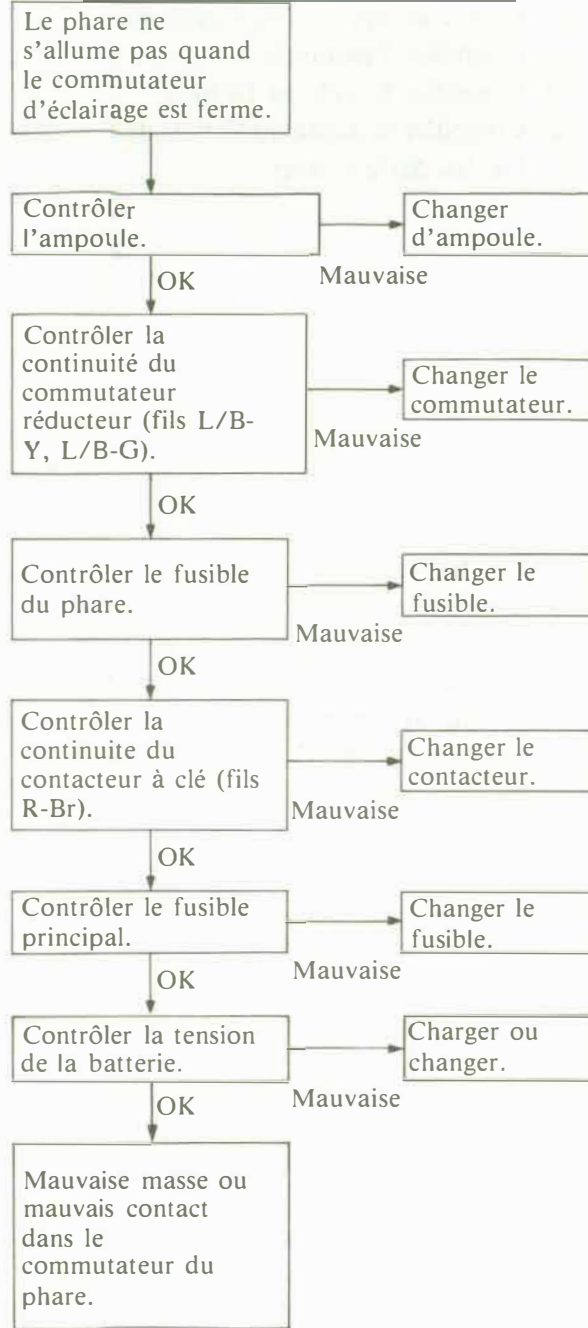 Le phare ne
s'allume pas quand
le commutateur
d'éclairage est ferme.
Contrôler
l'ampoule.
Changer
d'ampoule.
OK
Mauvaise
Contrôler la
continuité du
commutateur
réducteur (fils L/B-
Y, L/B-G).
Changer le
commutateur.
Mauvaise
OK
Contrôler le fusible
du phare.
Changer le
fusible.
Mauvaise
OK
Contrôler la
continuite du
contacteur à clé (fils
R-Br).
Changer le
contacteur.
Mauvaise
OK
Contrôler le fusible
principal.
Changer le
fusible.
Mauvaise
OK
Contrôler la tension
de la batterie.
Charger ou
changer.
Mauvaise
OK
Mauvaise masse ou
mauvais contact
dans le
commutateur du
phare.